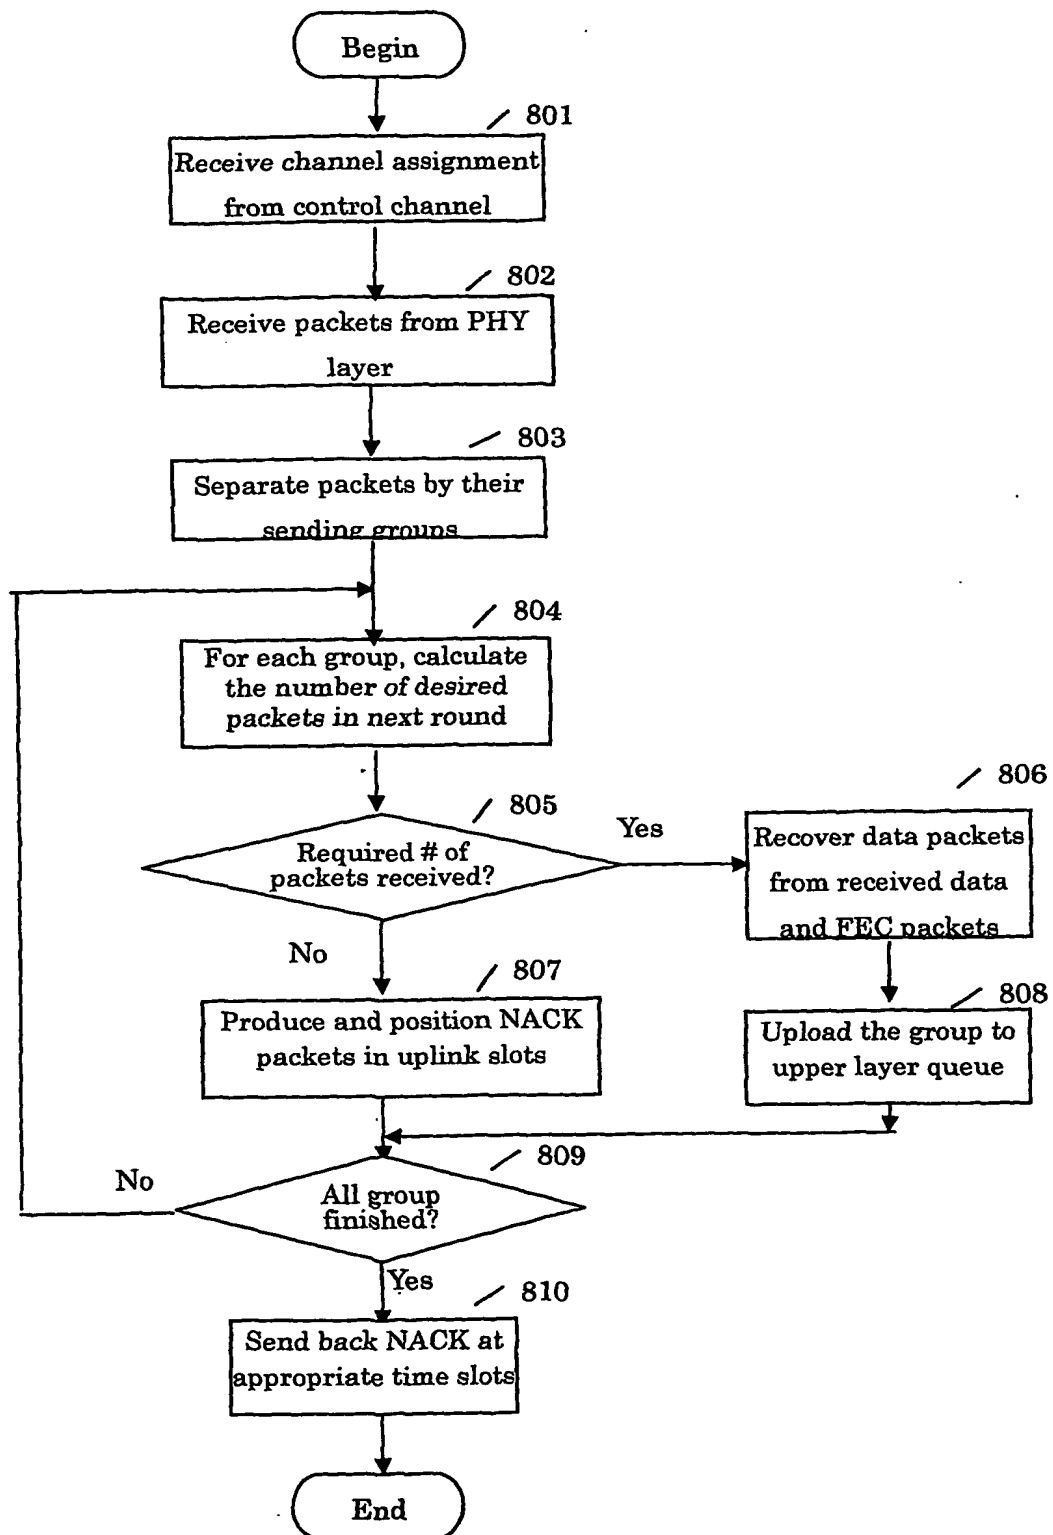 Begin
801
Receive channel assignment
from control channel
802
Receive packets from PHY
layer
803
Separate packets by their
sending groups
804
For each group, calculate
the number of desired
packets in next round
805
Required # of
packets received?
Yes
806
Recover data packets
from received data
and FEC packets
No
807
Produce and position NACK
packets in uplink slots
808
Upload the group to
upper layer queue
809
All group
finished?
No
Yes
810
Send back NACK at
appropriate time slots
End